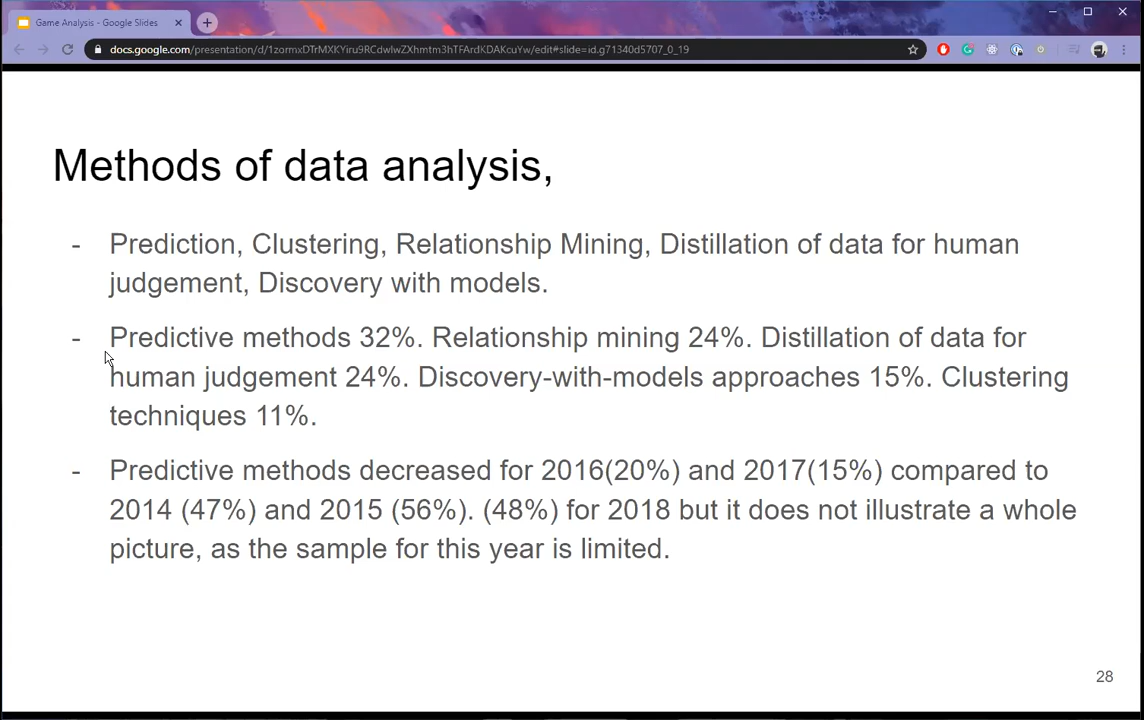 Game Analysis - Google Slides
docs.google.com/presentation/d/1zormxDTrMXKYiru9RCdwlwZXhmtm3hTFArdKDAKcuYw/edit#slide=id.g71340d5707_0_19
Methods of data analysis,
- Prediction, Clustering, Relationship Mining, Distillation of data for human
judgement, Discovery with models.
- Predictive methods 32%. Relationship mining 24%. Distillation of data for
human judgement 24%. Discovery-with-models approaches 15%. Clustering
techniques 11%.
- Predictive methods decreased for 2016(20%) and 2017(15%) compared to
2014 (47%) and 2015 (56%). (48%) for 2018 but it does not illustrate a whole
picture, as the sample for this year is limited.
28